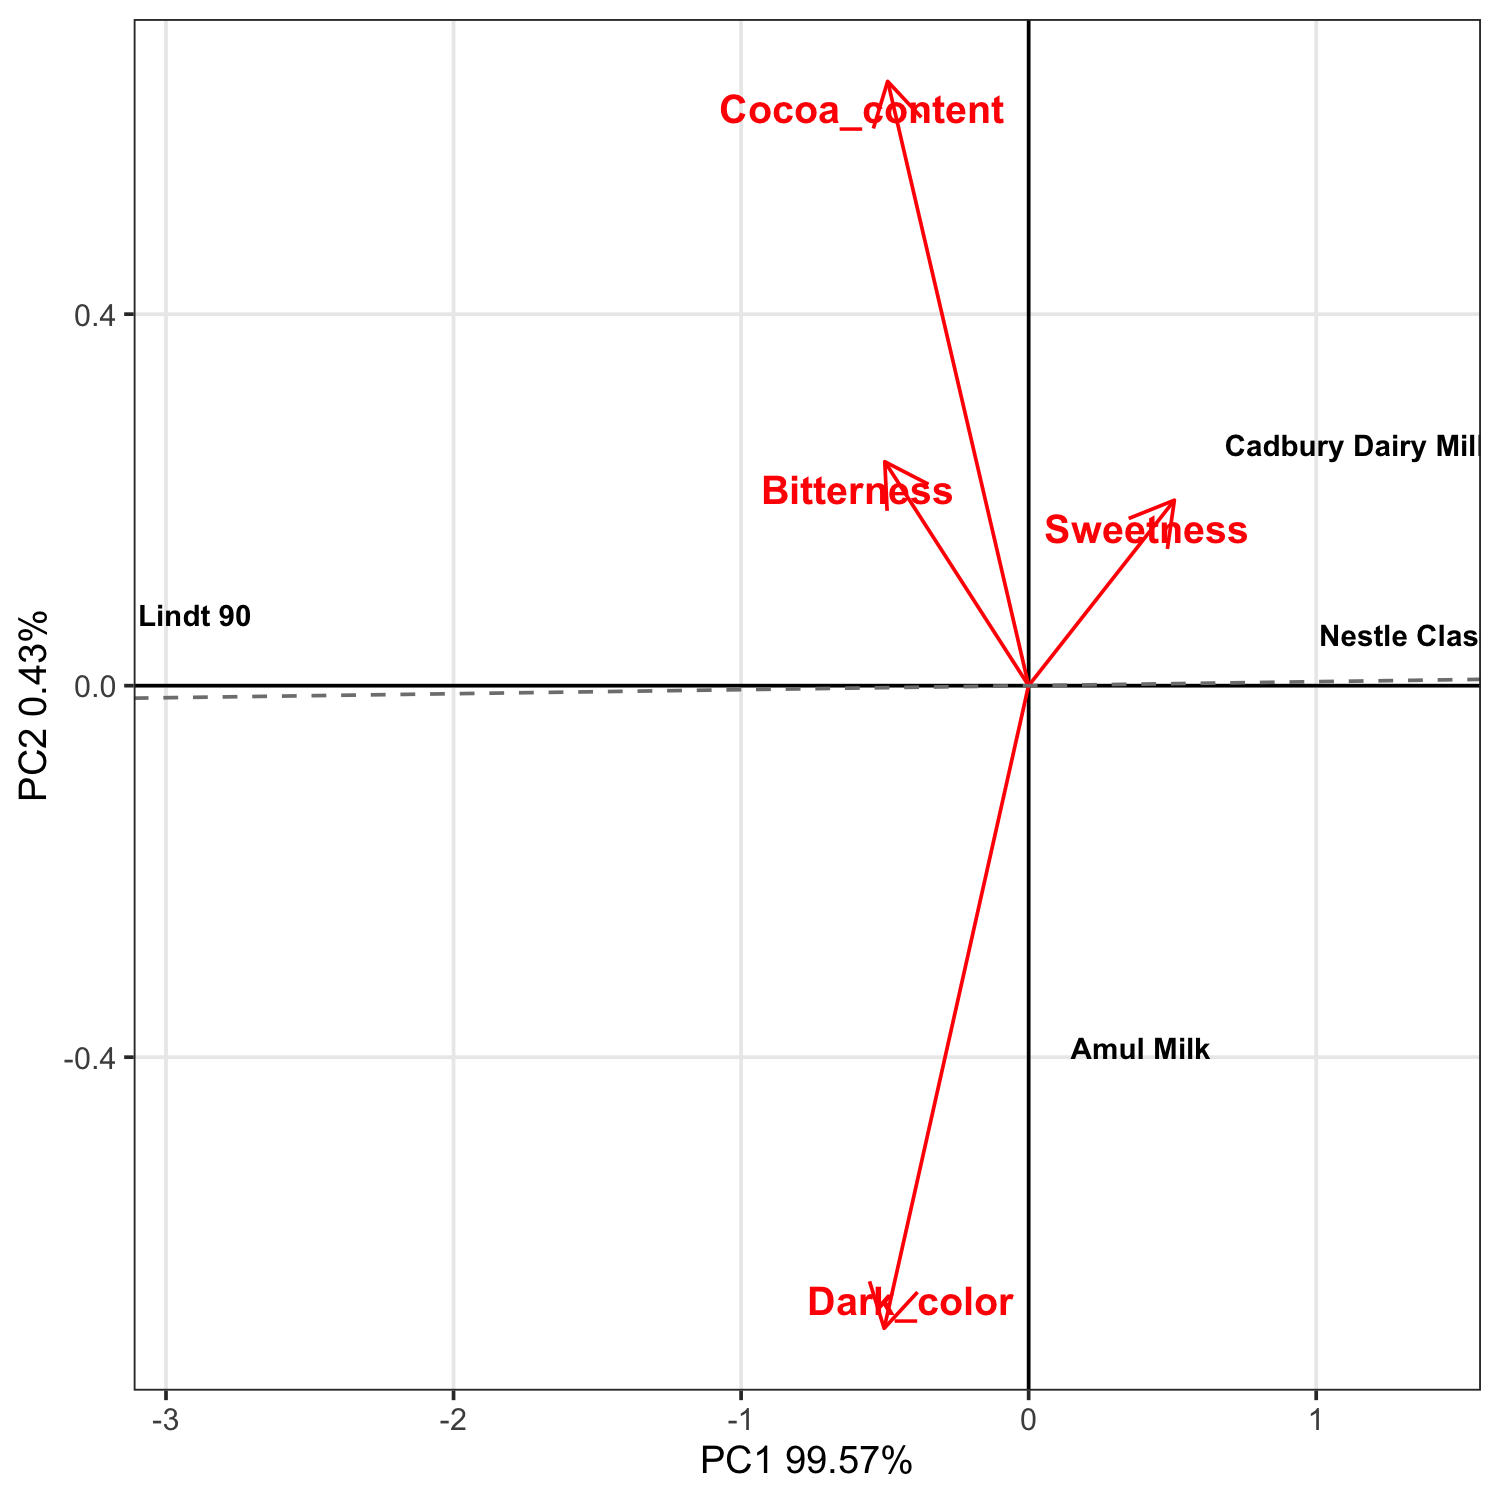 Cocoa_content
0.4
Cadbury Dairy Mil
Bitterness
Sweetness
Lindt 90
Nestle Clas
0.0
PC2 0.43%
-0.4
Amul Milk
Dark_color
-3
-2
-1
0
1
PC1 99.57%